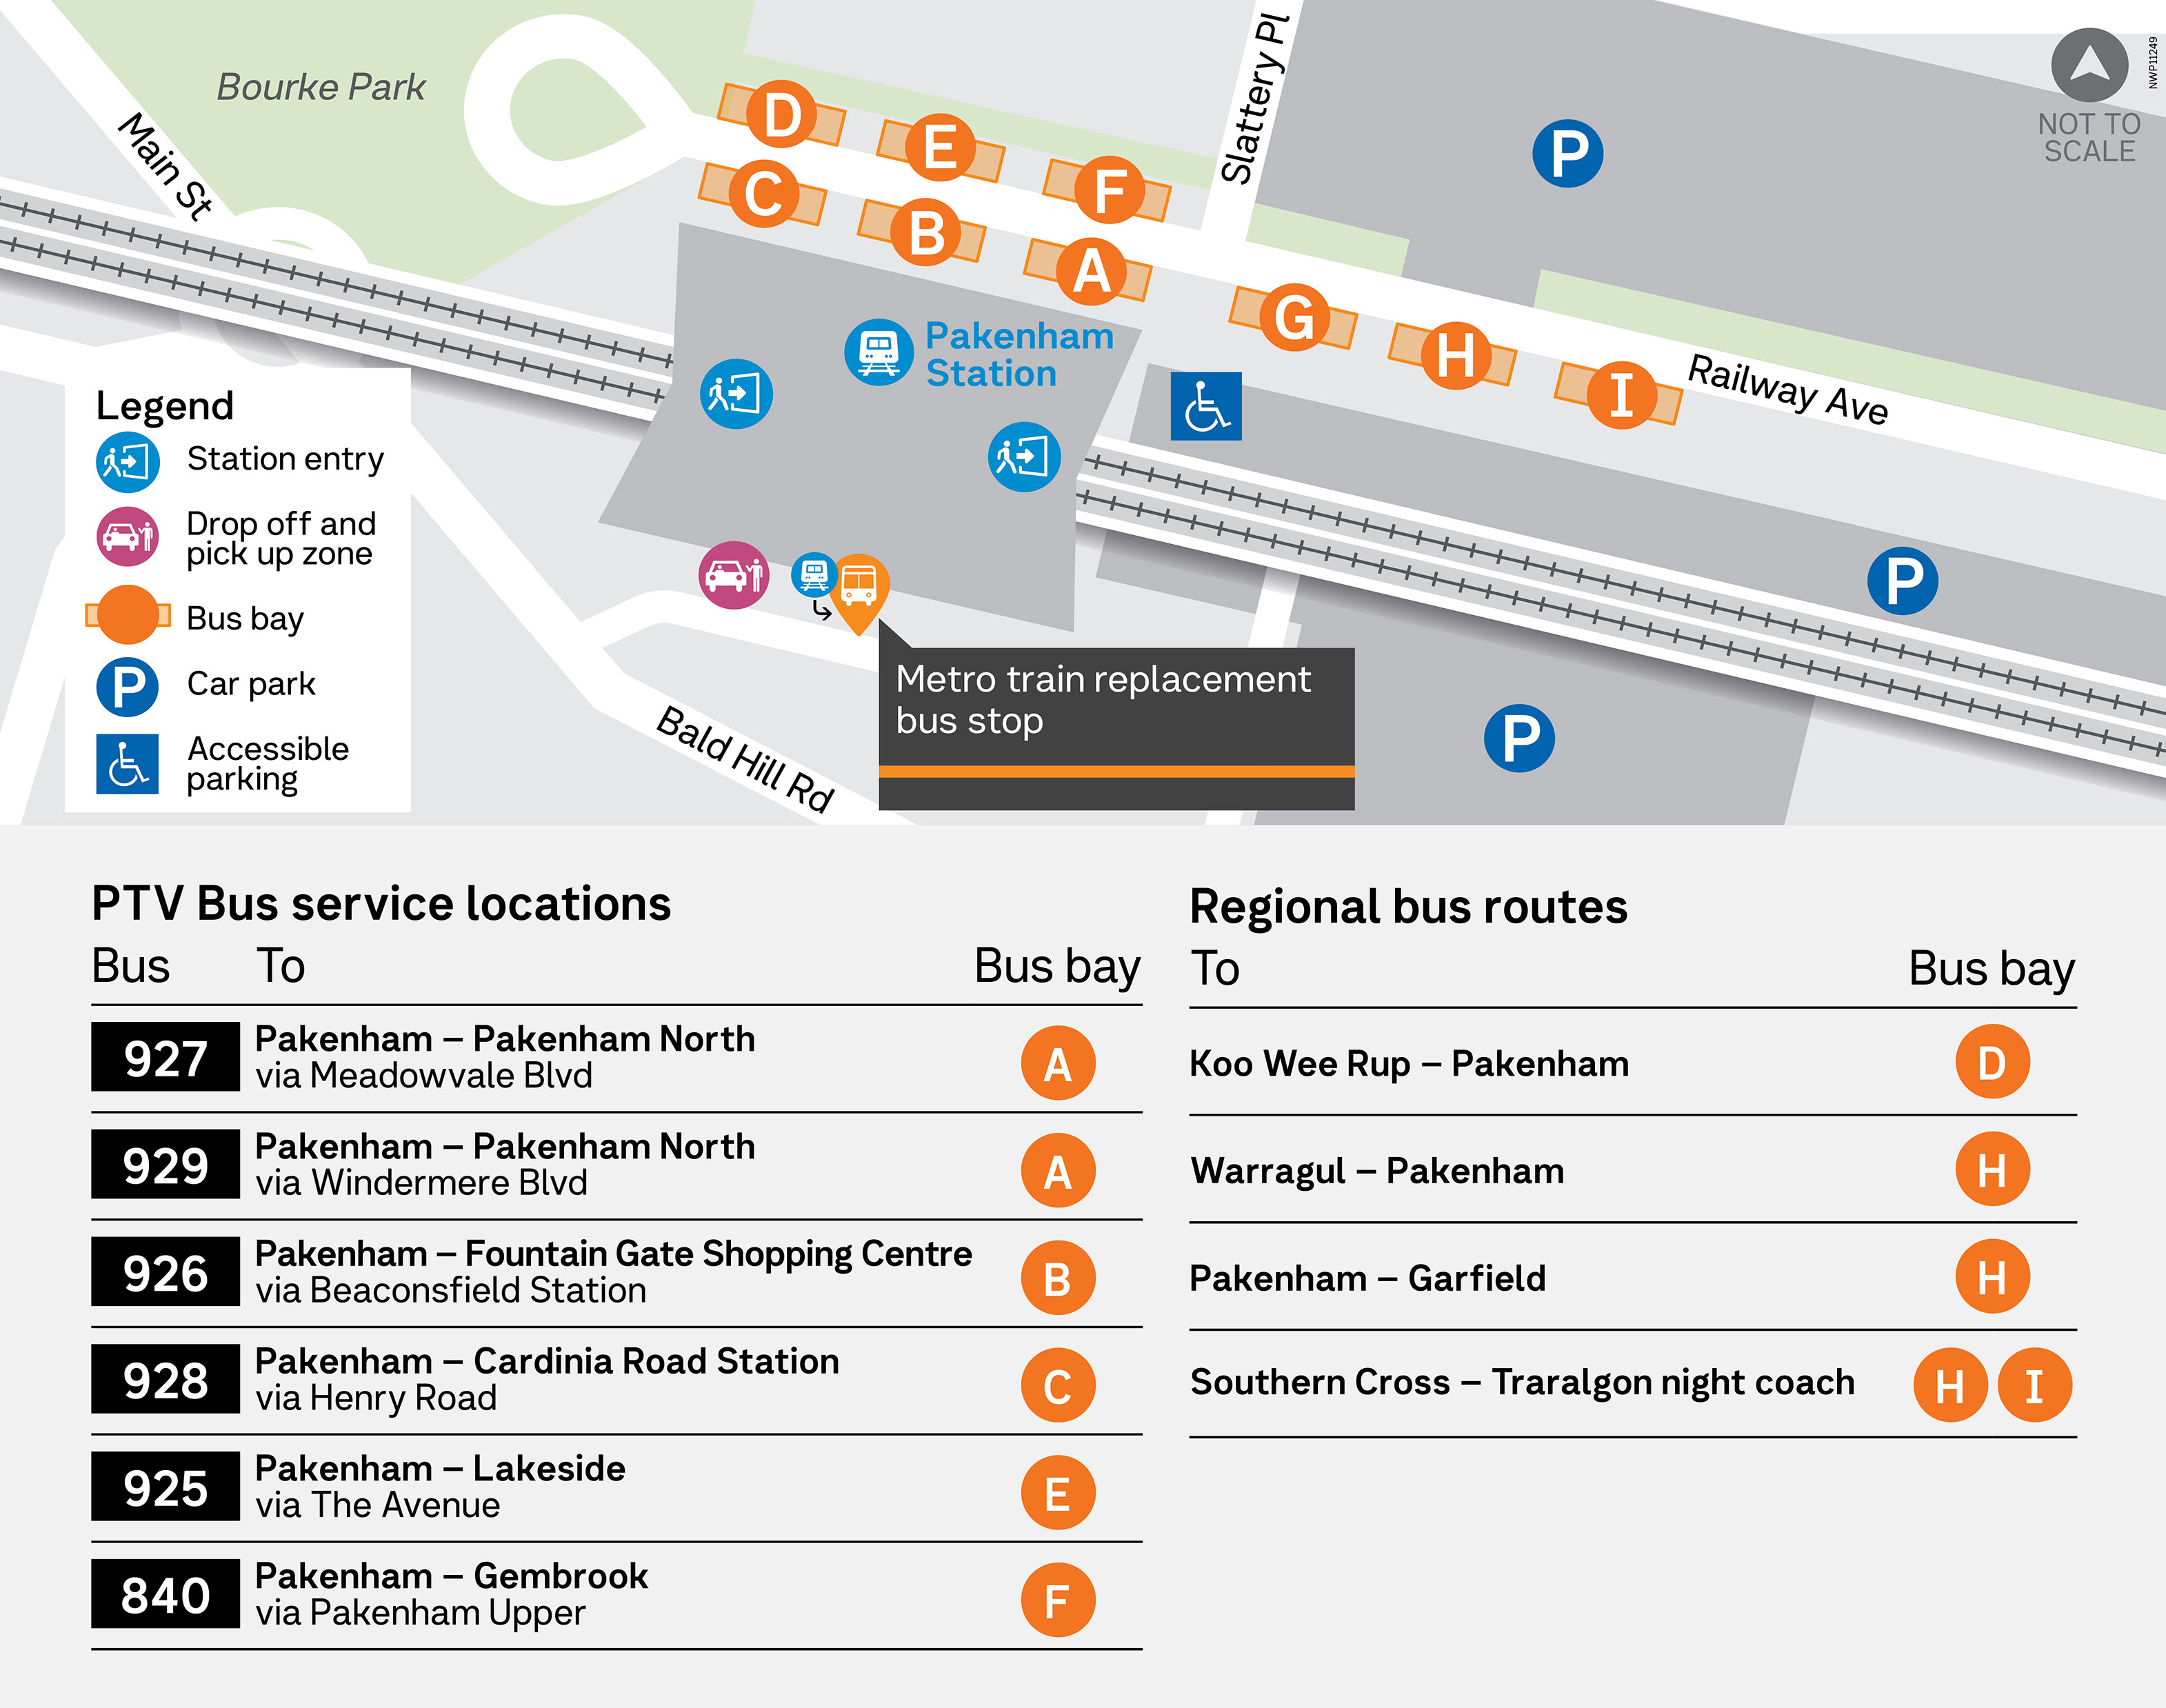 Bourke Park
Main St
Slattery Pl
NWP11249
NOT TO
SCALE
D
E
F
C
B
A
G
H
I
P
Pakenham
Station
Railway Ave
P
P
Legend
Station entry
Drop off and
pick up zone
Bus bay
P
Car park
Accessible
parking
Metro train replacement
bus stop
Bald Hill Rd
PTV Bus service locations
Bus To Bus bay
927 Pakenham – Pakenham North A
via Meadowvale Blvd
929 Pakenham – Pakenham North A
via Windermere Blvd
926 Pakenham – Fountain Gate Shopping Centre B
via Beaconsfield Station
928 Pakenham – Cardinia Road Station C
via Henry Road
925 Pakenham – Lakeside E
via The Avenue
840 Pakenham – Gembrook F
via Pakenham Upper
Regional bus routes
To Bus bay
Koo Wee Rup – Pakenham D
Warragul – Pakenham H
Pakenham – Garfield H
Southern Cross – Traralgon night coach H I